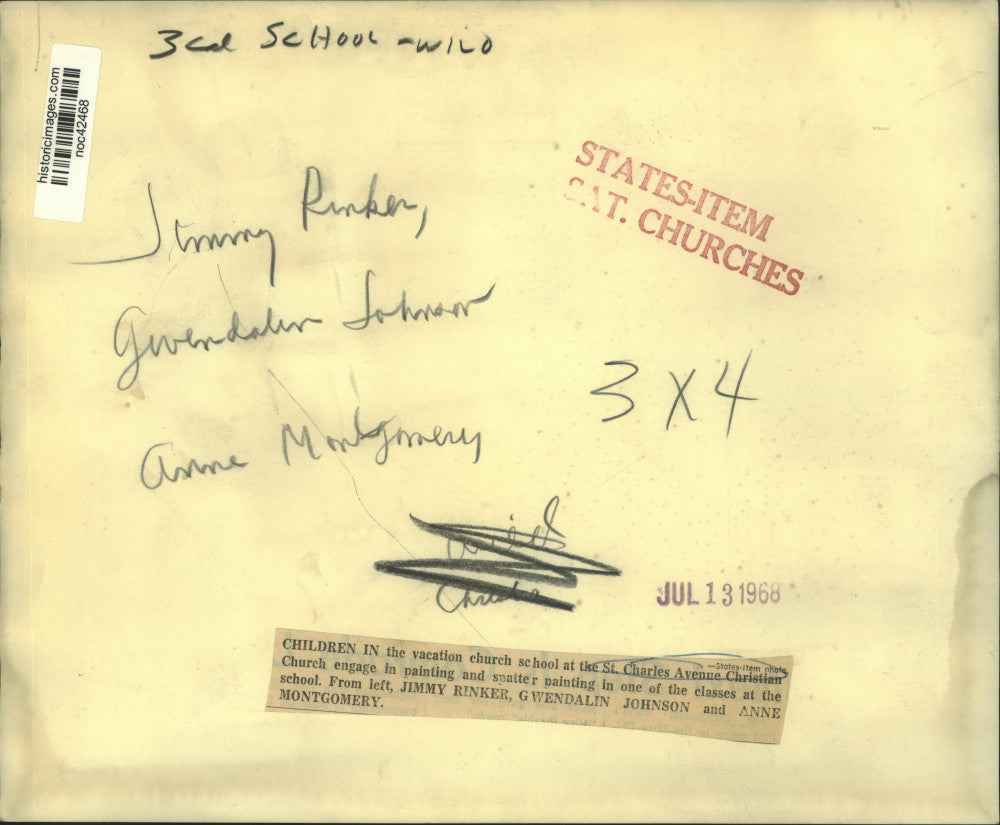 3cd SCHOOL -WILD
historicimages.com
noc42468
STATES-ITEM
SAT. CHURCHES
Jimmy Rinker,
Gwendalin Johnson
3 X 4
Anne Montgomery
JUL 13 1968
—States-Item photo
CHILDREN IN the vacation church school at the St. Charles Avenue Christian
Church engage in painting and spatter painting in one of the classes at the
school. From left, JIMMY RINKER, GWENDALIN JOHNSON and ANNE
MONTGOMERY.